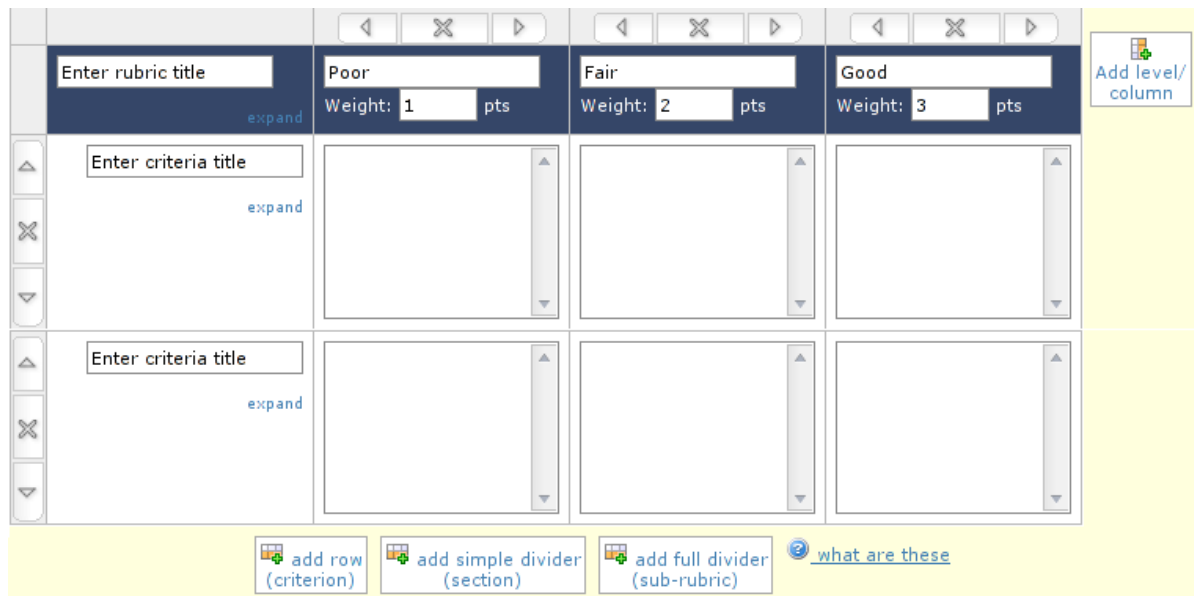 Enter rubric title
expand
Poor
Weight: 1 pts
Fair
Weight: 2 pts
Good
Weight: 3 pts
Add level/
column
Enter criteria title
expand
Enter criteria title
expand
add row
(criterion)
add simple divider
(section)
add full divider
(sub-rubric)
? what are these